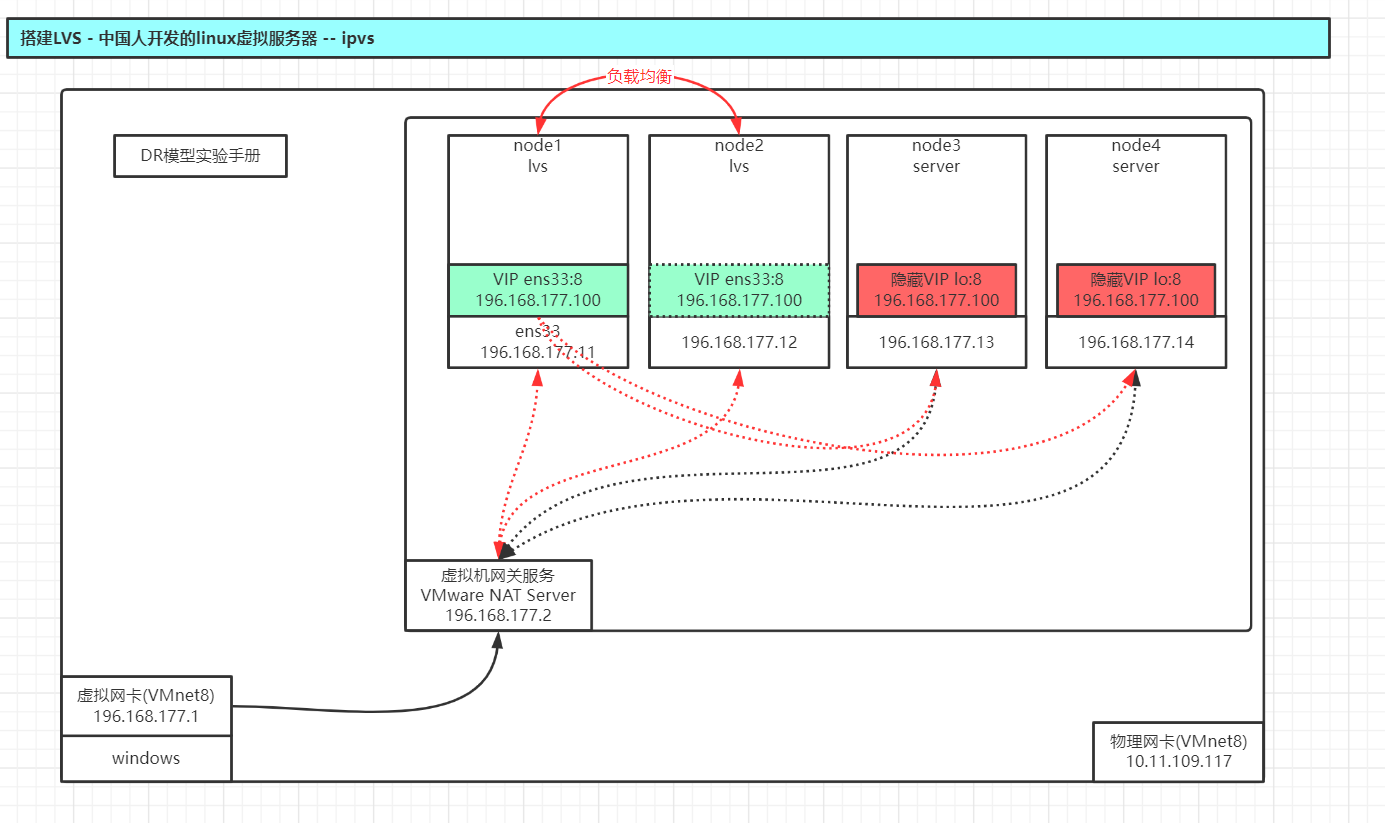 搭建LVS - 中国人开发的linux虚拟服务器 -- ipvs
负载均衡
DR模型实验手册
node1
lvs
VIP ens33:8
196.168.177.100
ens33
196.168.177.11
node2
lvs
VIP ens33:8
196.168.177.100
196.168.177.12
node3
server
隐藏VIP lo:8
196.168.177.100
196.168.177.13
node4
server
隐藏VIP lo:8
196.168.177.100
196.168.177.14
虚拟机网关服务
VMware NAT Server
196.168.177.2
虚拟网卡(VMnet8)
196.168.177.1
windows
物理网卡(VMnet8)
10.11.109.117